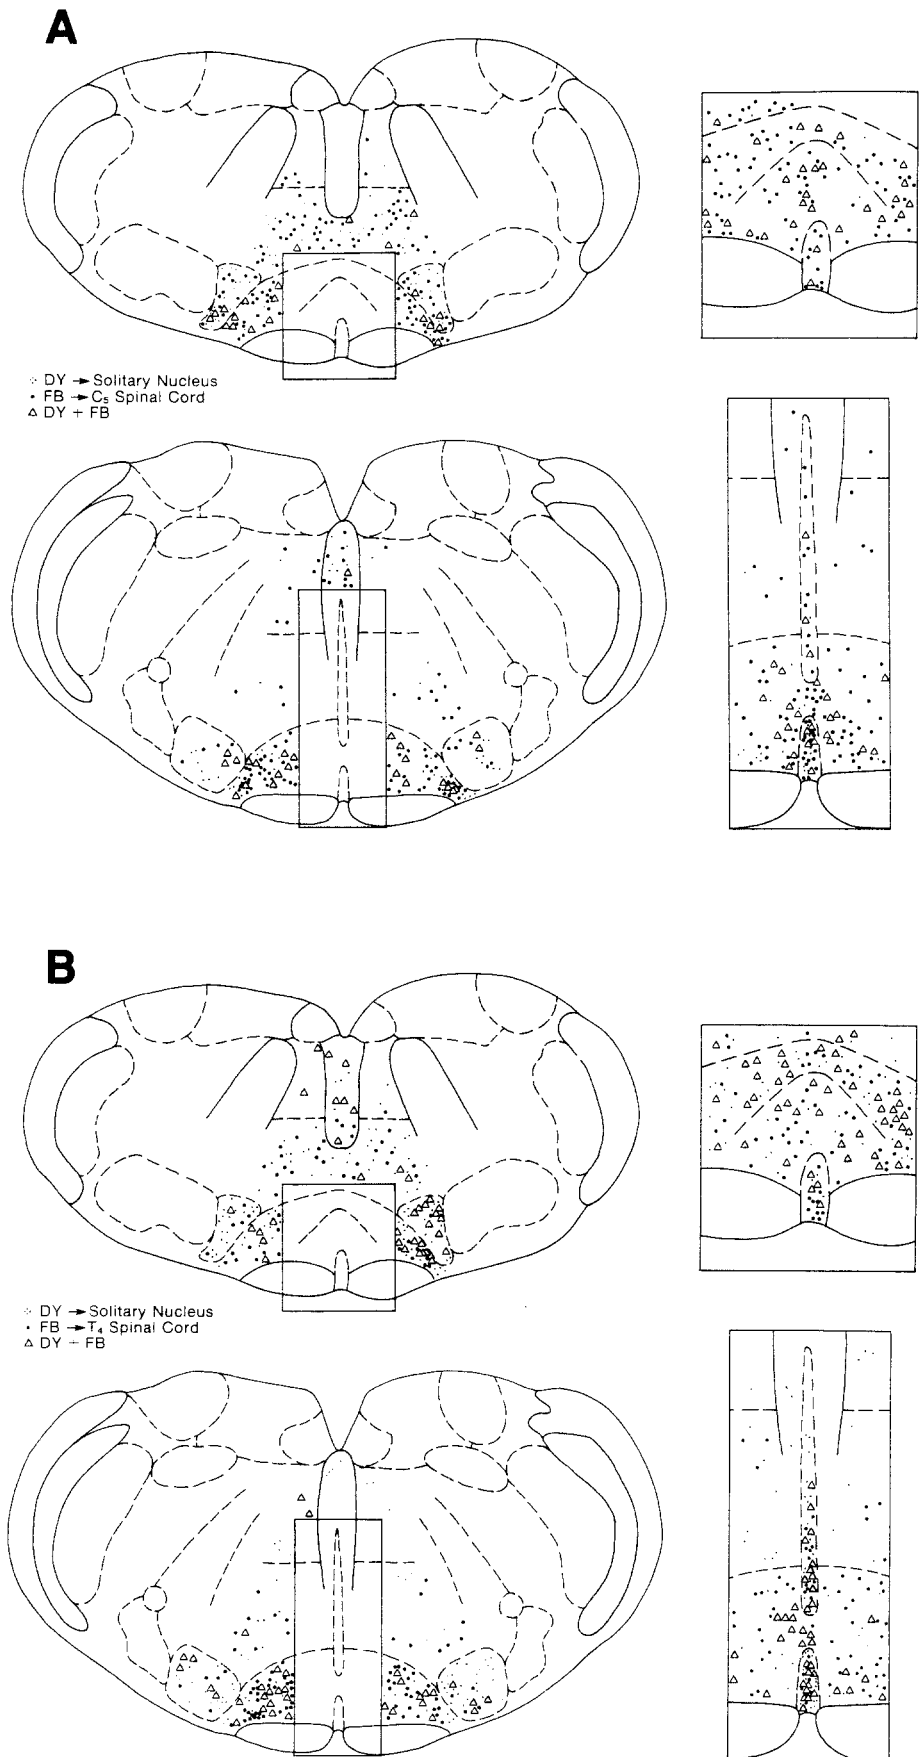 A
⁘ DY → Solitary Nucleus
• FB → C₅ Spinal Cord
△ DY + FB
B
⁘ DY → Solitary Nucleus
• FB → T₄ Spinal Cord
△ DY + FB